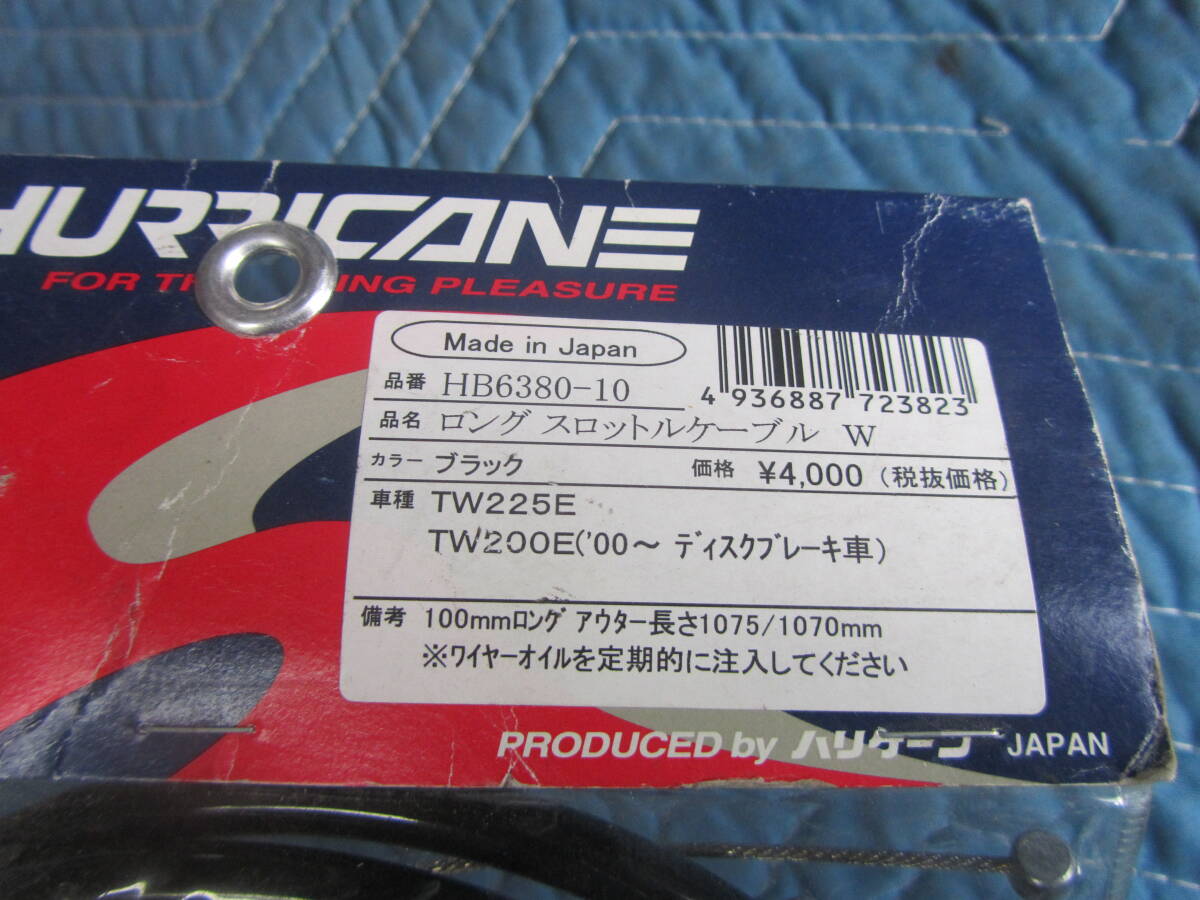 HURRICANE
FOR PLEASURE
Made in Japan
品番 HB6380-10
4 936887 723823
品名 ロング スロットルケーブル W
カラー ブラック 価格 ¥4,000 (税抜価格)
車種 TW225E
TW200E('00～ ディスクブレーキ車)
備考 100mmロング アウター長さ1075/1070mm
※ワイヤーオイルを定期的に注入してください
PRODUCED by ハリケーン JAPAN